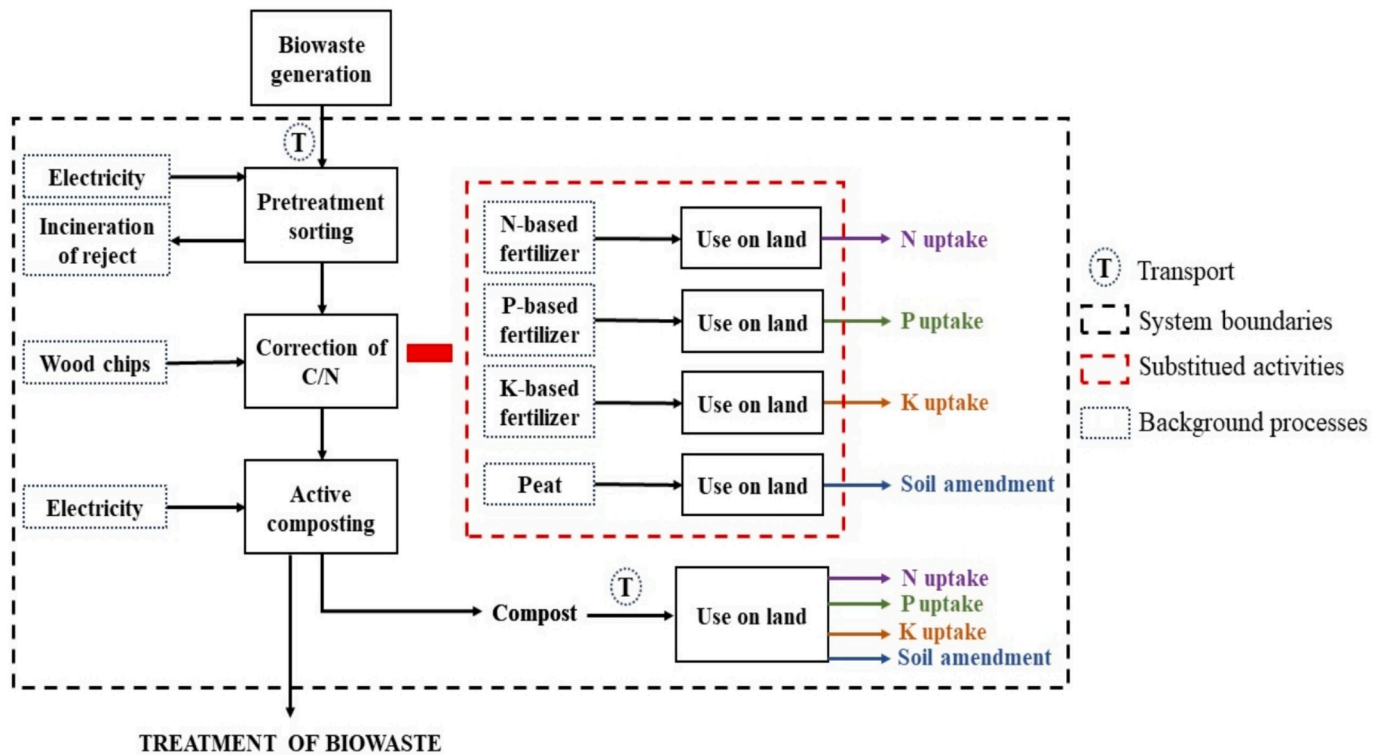 Biowaste
generation
T
Electricity
Pretreatment
sorting
Incineration
of reject
Wood chips
Correction of
C/N
Electricity
Active
composting
N-based
fertilizer
Use on land
N uptake
P-based
fertilizer
Use on land
P uptake
K-based
fertilizer
Use on land
K uptake
Peat
Use on land
Soil amendment
Compost
T
Use on land
N uptake
P uptake
K uptake
Soil amendment
TREATMENT OF BIOWASTE
T Transport
System boundaries
Substitued activities
Background processes